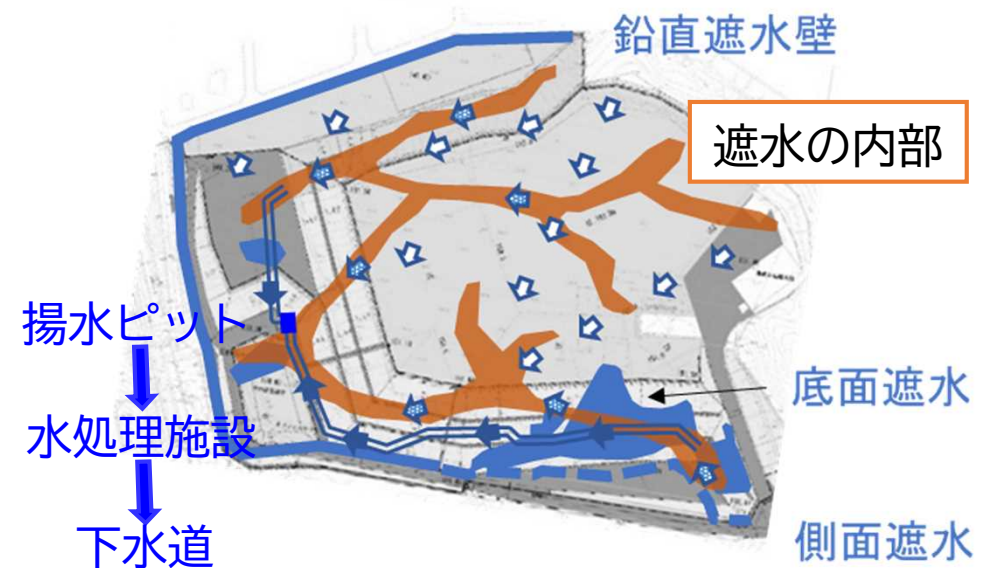 鉛直遮水壁
遮水の内部
揚水ピット
水処理施設
下水道
底面遮水
側面遮水